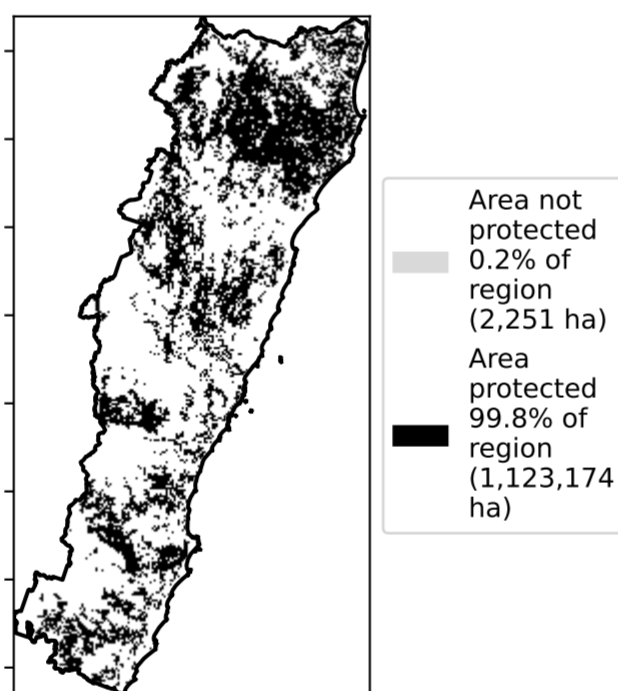 Area not
protected
0.2% of
region
(2,251 ha)
Area
protected
99.8% of
region
(1,123,174
ha)